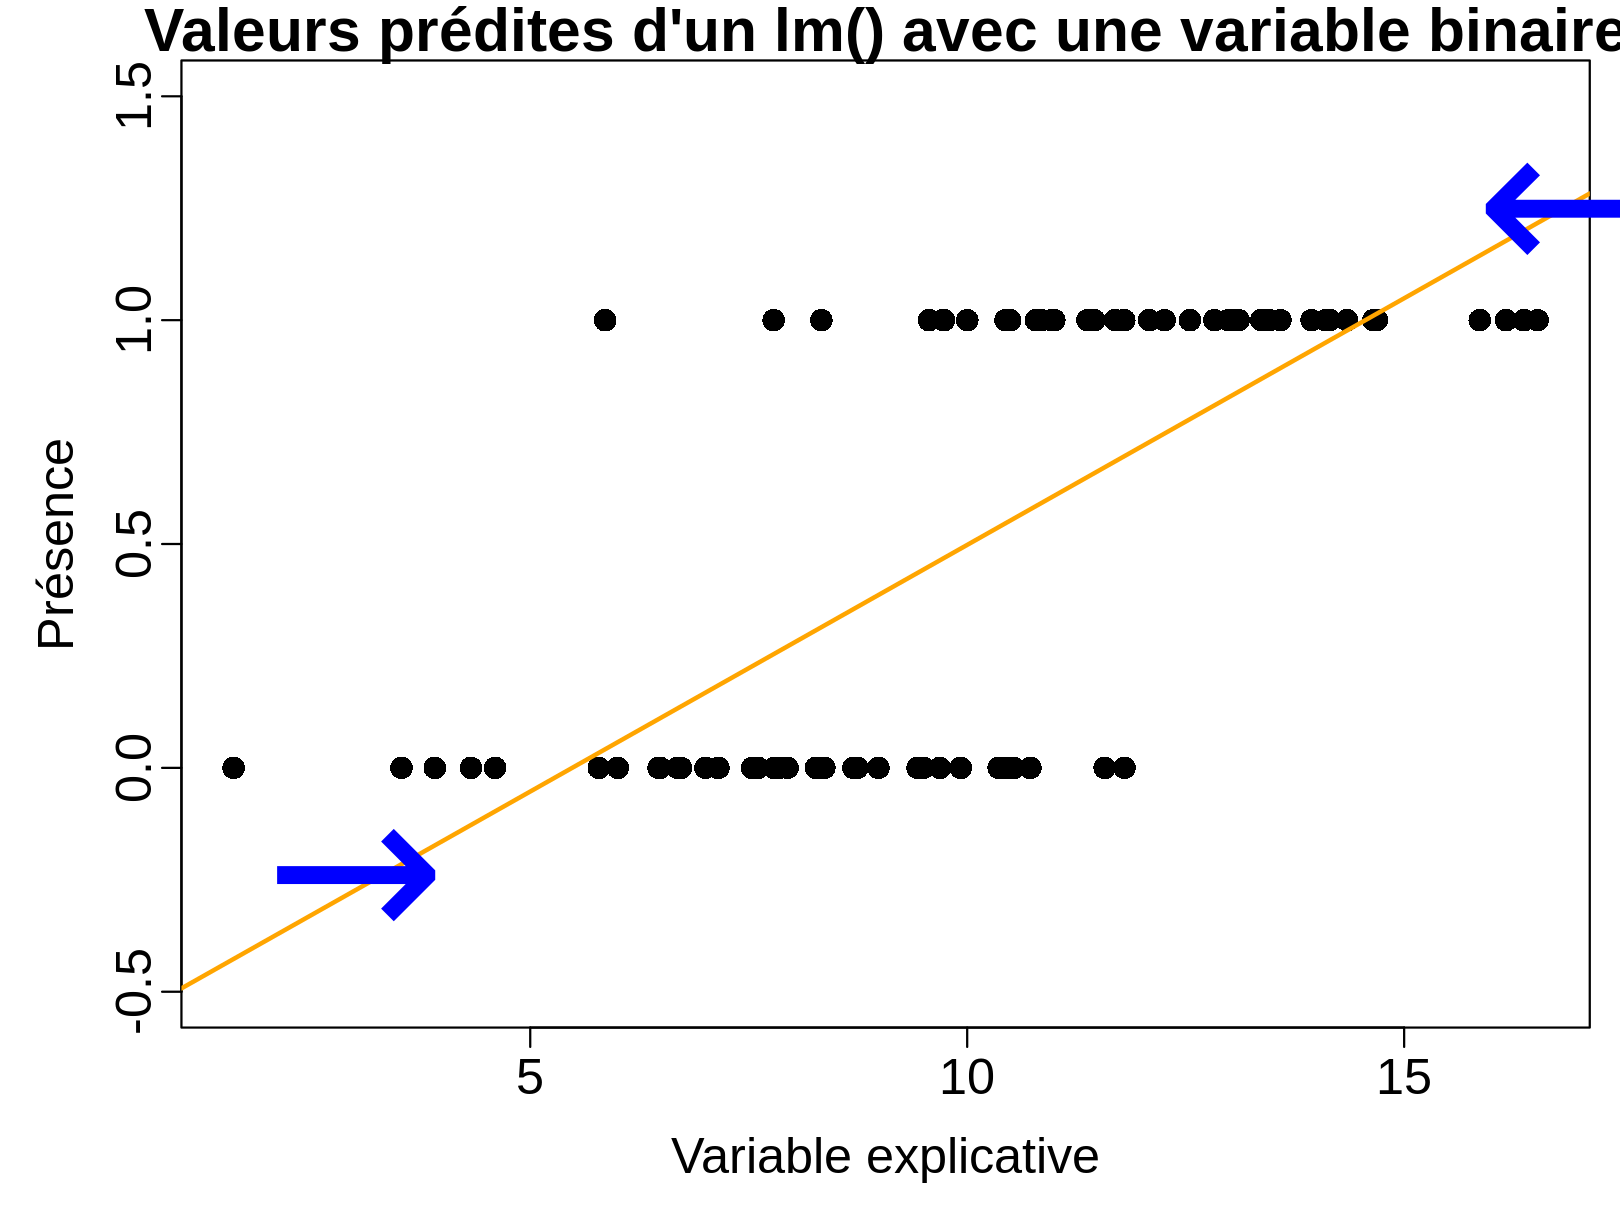 Valeurs prédites d'un lm() avec une variable binaire
1.5
1.0
0.5
0.0
-0.5
Présence
5 10 15
Variable explicative